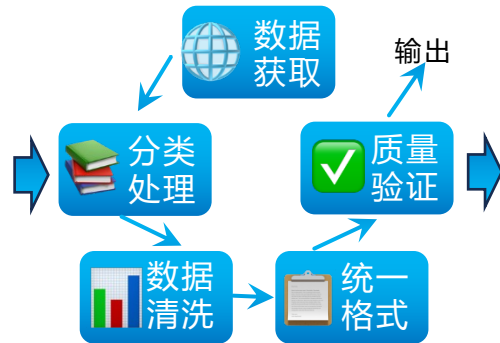 数据
获取
输出
分类
处理
质量
验证
数据
清洗
统一
格式